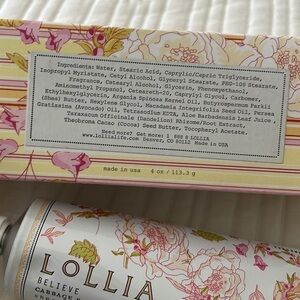 Ingredients: Water, Stearic Acid, Caprylic/Capric Triglyceride,
Isopropyl Myristate, Cetyl Alcohol, Glyceryl Stearate, PEG-100 Stearate,
Fragrance, Cetearyl Alcohol, Glycerin, Phenoxyethanol,
Aminomethyl Propanol, Ceteareth-20, Caprylyl Glycol, Carbomer,
Ethylhexylglycerin, Argania Spinosa Kernel Oil, Butyrospermum Parkii
(Shea) Butter, Hexylene Glycol, Macadamia Integrifolia Seed Oil, Persea
Gratissima (Avocado) Oil, Tetrasodium EDTA, Aloe Barbadensis Leaf Juice,
Taraxacum Officinale (Dandelion) Rhizome/Root Extract,
Theobroma Cacao (Cocoa) Seed Butter, Tocopheryl Acetate.
Need more? Get more: 1 888 8 LOLLIA
www.lollialife.com Denver, CO 80112 Made in USA
made in usa 4 oz / 113.3 g
LOLLIA
BELIEVE